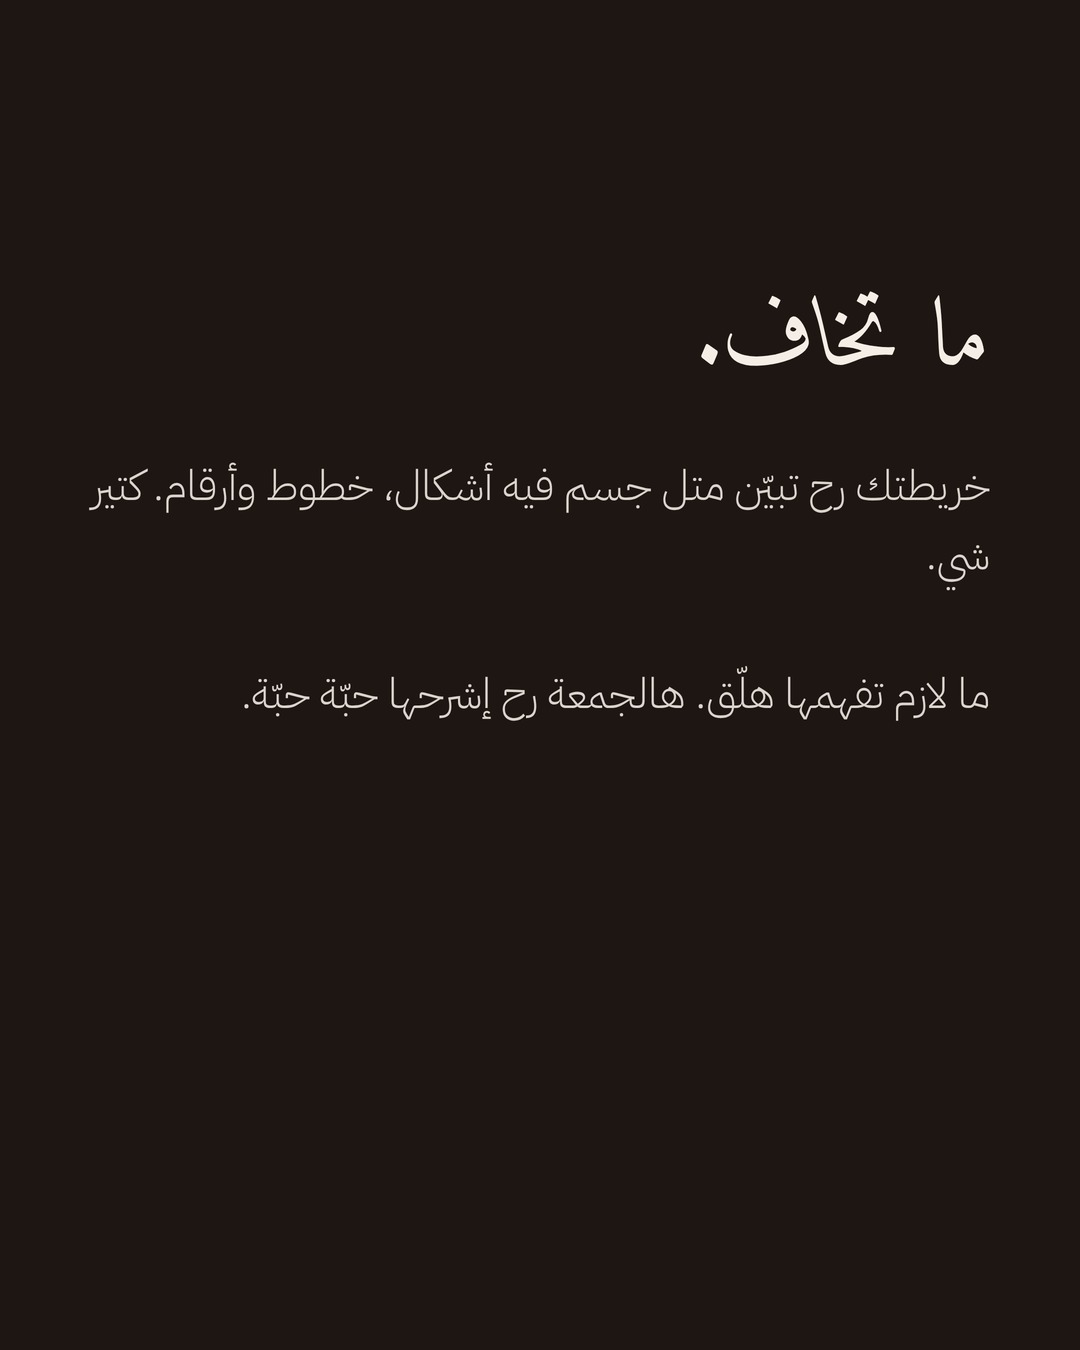 ما تخاف.
خريطتك رح تبيّن متل جسم فيه أشكال، خطوط وأرقام. كتير
شي.
ما لازم تفهمها هلّق. هالجمعة رح إشرحها حبّة حبّة.